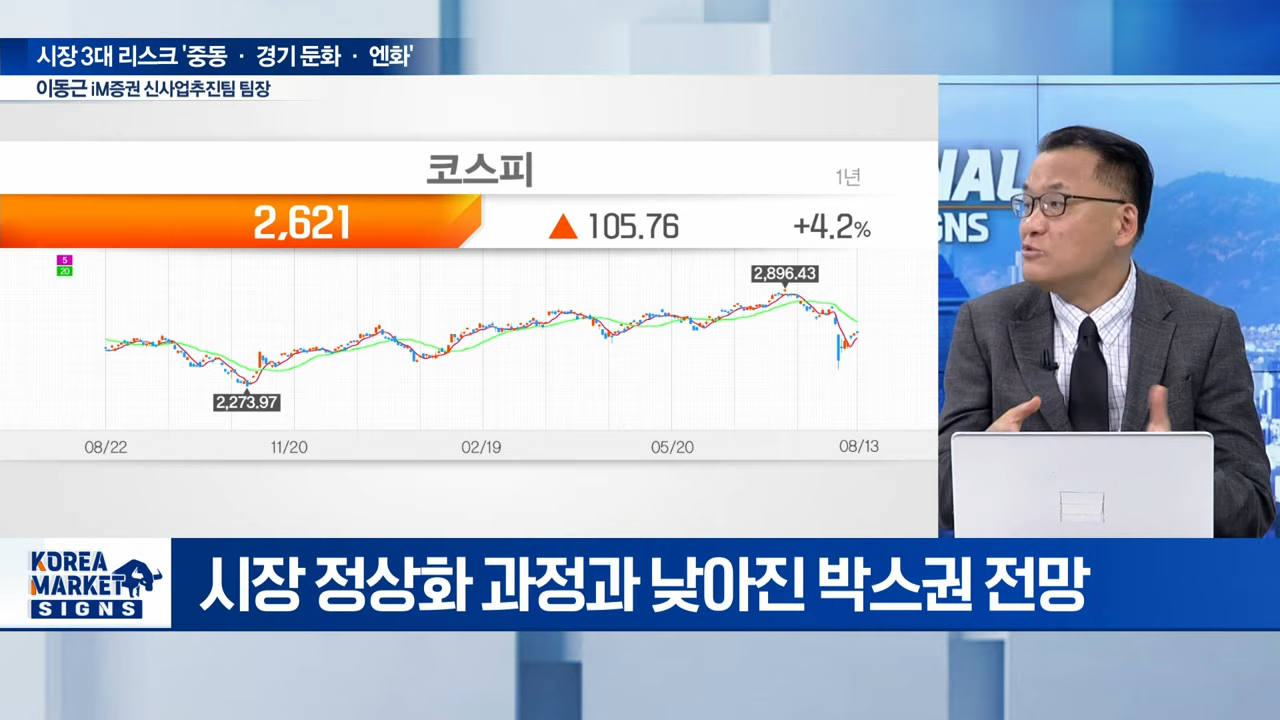 시장 3대 리스크 '중동 · 경기 둔화 · 엔화'
이동근 iM증권 신사업추진팀 팀장
코스피
1년
2,621 ▲ 105.76 +4.2%
5
20
2,896.43
2,273.97
08/22 11/20 02/19 05/20 08/13
NAL
GNS
KOREA
MARKET
SIGNS
시장 정상화 과정과 낮아진 박스권 전망